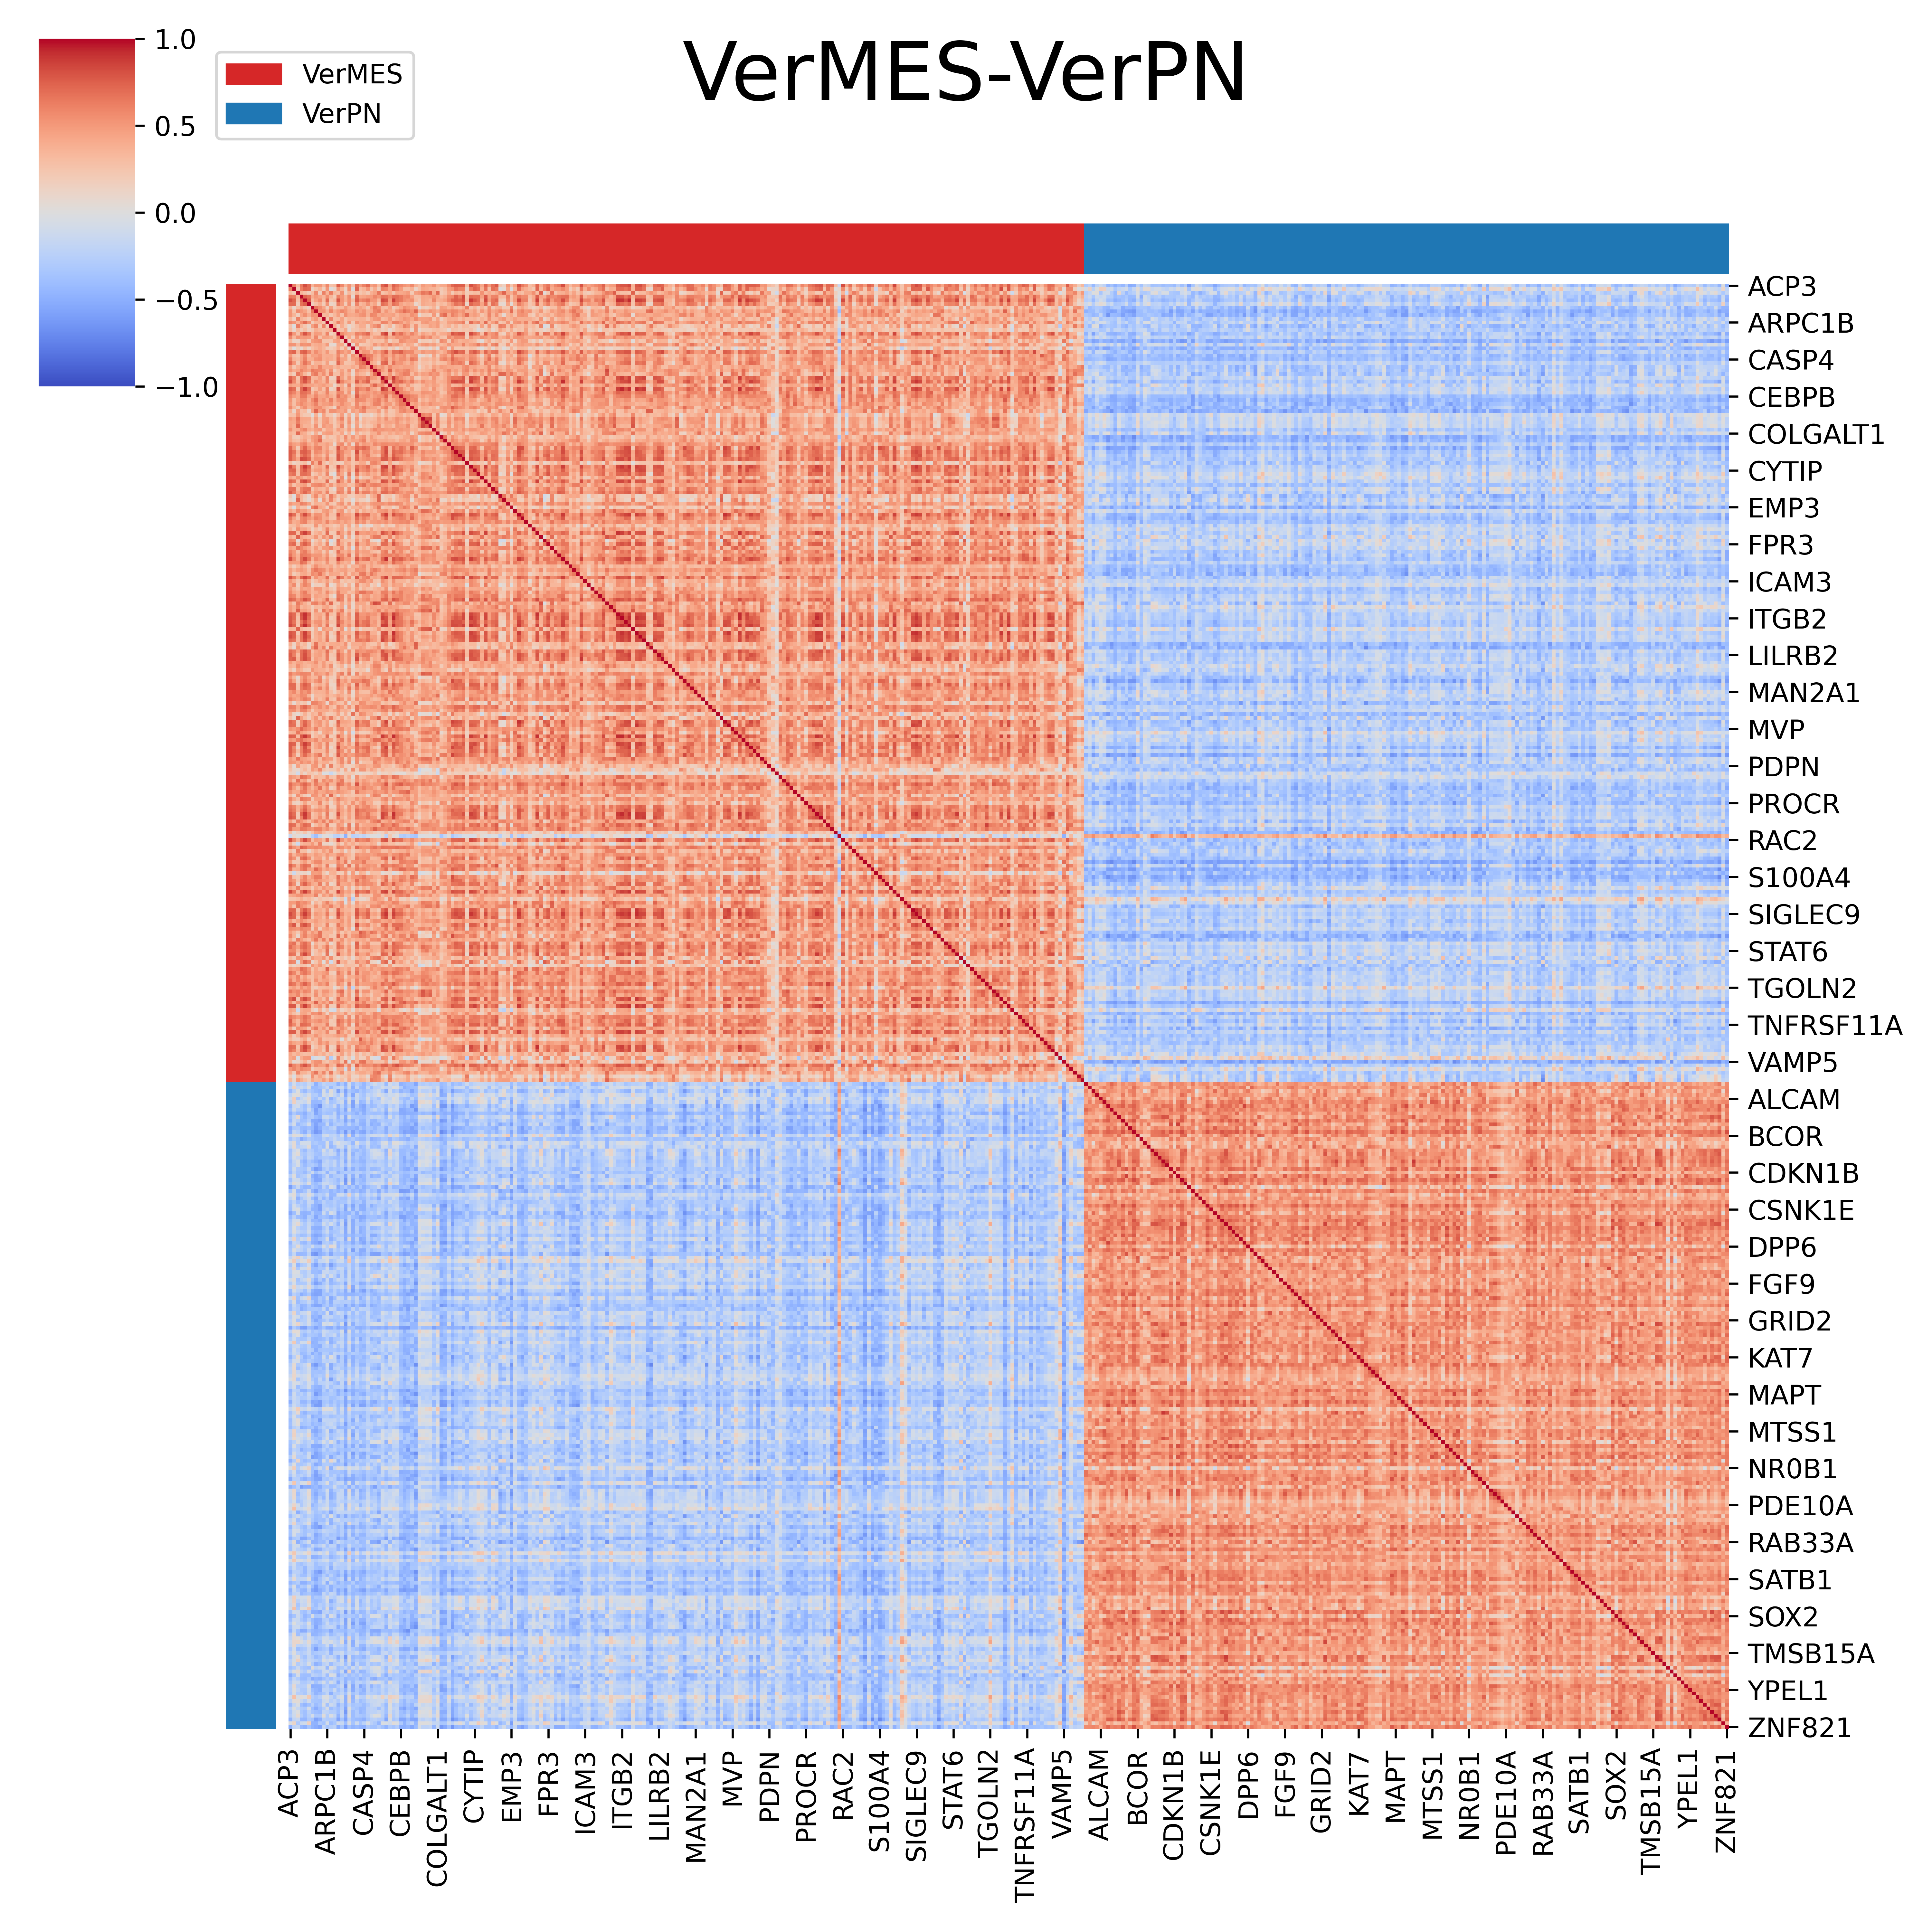 VerMES-VerPN
1.0
0.5
0.0
−0.5
−1.0
VerMES
VerPN
ACP3
ARPC1B
CASP4
CEBPB
COLGALT1
CYTIP
EMP3
FPR3
ICAM3
ITGB2
LILRB2
MAN2A1
MVP
PDPN
PROCR
RAC2
S100A4
SIGLEC9
STAT6
TGOLN2
TNFRSF11A
VAMP5
ALCAM
BCOR
CDKN1B
CSNK1E
DPP6
FGF9
GRID2
KAT7
MAPT
MTSS1
NR0B1
PDE10A
RAB33A
SATB1
SOX2
TMSB15A
YPEL1
ZNF821
ACP3
ARPC1B
CASP4
CEBPB
COLGALT1
CYTIP
EMP3
FPR3
ICAM3
ITGB2
LILRB2
MAN2A1
MVP
PDPN
PROCR
RAC2
S100A4
SIGLEC9
STAT6
TGOLN2
TNFRSF11A
VAMP5
ALCAM
BCOR
CDKN1B
CSNK1E
DPP6
FGF9
GRID2
KAT7
MAPT
MTSS1
NR0B1
PDE10A
RAB33A
SATB1
SOX2
TMSB15A
YPEL1
ZNF821